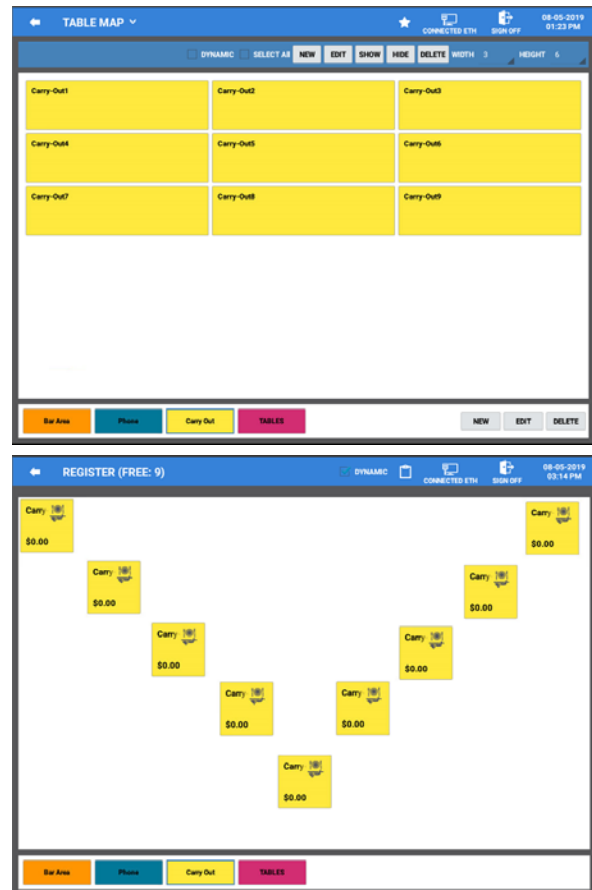 TABLE MAP
CONNECTED ETH
SIGN OFF
08-05-2019
01:23 PM
DYNAMIC SELECT All NEW EDIT SHOW HIDE DELETE WIDTH 3 HEIGHT 6
Carry-Out1 Carry-Out2 Carry-Out3
Carry-Out4 Carry-Out5 Carry-Out6
Carry-Out7 Carry-Out8 Carry-Out9
Bar Area Phone Carry Out TABLES NEW EDIT DELETE
REGISTER (FREE: 9)
DYNAMIC
CONNECTED ETH
SIGN OFF
08-05-2019
03:14 PM
Carry Carry
$0.00 $0.00
Carry Carry
$0.00 $0.00
Carry Carry
$0.00 $0.00
Carry Carry
$0.00 $0.00
Carry
$0.00
Bar Area Phone Carry Out TABLES